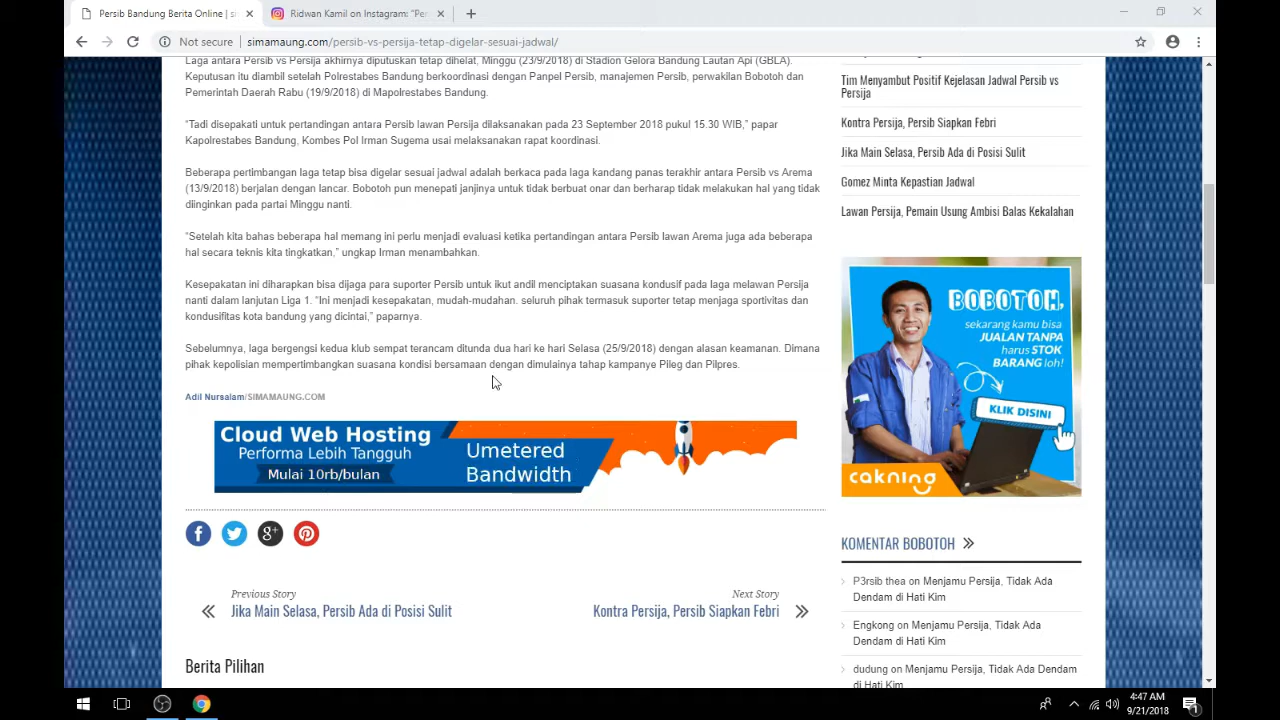 Persib Bandung Berita Online | si
Ridwan Kamil on Instagram: “Per
Not secure
simamaung.com/persib-vs-persija-tetap-digelar-sesuai-jadwal/
Laga antara Persib vs Persija akhirnya diputuskan tetap dihelat, Minggu (23/9/2018) di Stadion Gelora Bandung Lautan Api (GBLA).
Keputusan itu diambil setelah Polrestabes Bandung berkoordinasi dengan Panpel Persib, manajemen Persib, perwakilan Bobotoh dan
Pemerintah Daerah Rabu (19/9/2018) di Mapolrestabes Bandung.
“Tadi disepakati untuk pertandingan antara Persib lawan Persija dilaksanakan pada 23 September 2018 pukul 15.30 WIB,” papar
Kapolrestabes Bandung, Kombes Pol Irman Sugema usai melaksanakan rapat koordinasi.
Beberapa pertimbangan laga tetap bisa digelar sesuai jadwal adalah berkaca pada laga kandang panas terakhir antara Persib vs Arema
(13/9/2018) berjalan dengan lancar. Bobotoh pun menepati janjinya untuk tidak berbuat onar dan berharap tidak melakukan hal yang tidak
diinginkan pada partai Minggu nanti.
“Setelah kita bahas beberapa hal memang ini perlu menjadi evaluasi ketika pertandingan antara Persib lawan Arema juga ada beberapa
hal secara teknis kita tingkatkan,” ungkap Irman menambahkan.
Kesepakatan ini diharapkan bisa dijaga para suporter Persib untuk ikut andil menciptakan suasana kondusif pada laga melawan Persija
nanti dalam lanjutan Liga 1. “Ini menjadi kesepakatan, mudah-mudahan. seluruh pihak termasuk suporter tetap menjaga sportivitas dan
kondusifitas kota bandung yang dicintai,” paparnya.
Sebelumnya, laga bergengsi kedua klub sempat terancam ditunda dua hari ke hari Selasa (25/9/2018) dengan alasan keamanan. Dimana
pihak kepolisian mempertimbangkan suasana kondisi bersamaan dengan dimulainya tahap kampanye Pileg dan Pilpres.
Adil Nursalam/SIMAMAUNG.COM
Cloud Web Hosting
Performa Lebih Tangguh
Mulai 10rb/bulan
Umetered
Bandwidth
Previous Story
Jika Main Selasa, Persib Ada di Posisi Sulit
Next Story
Kontra Persija, Persib Siapkan Febri
Berita Pilihan
Tim Menyambut Positif Kejelasan Jadwal Persib vs
Persija
Kontra Persija, Persib Siapkan Febri
Jika Main Selasa, Persib Ada di Posisi Sulit
Gomez Minta Kepastian Jadwal
Lawan Persija, Pemain Usung Ambisi Balas Kekalahan
BOBOTOH,
sekarang kamu bisa
JUALAN TANPA
harus STOK
BARANG loh!
KLIK DISINI
cakning
KOMENTAR BOBOTOH
P3rsib thea on Menjamu Persija, Tidak Ada
Dendam di Hati Kim
Engkong on Menjamu Persija, Tidak Ada
Dendam di Hati Kim
dudung on Menjamu Persija, Tidak Ada Dendam
di Hati Kim
4:47 AM
9/21/2018
1